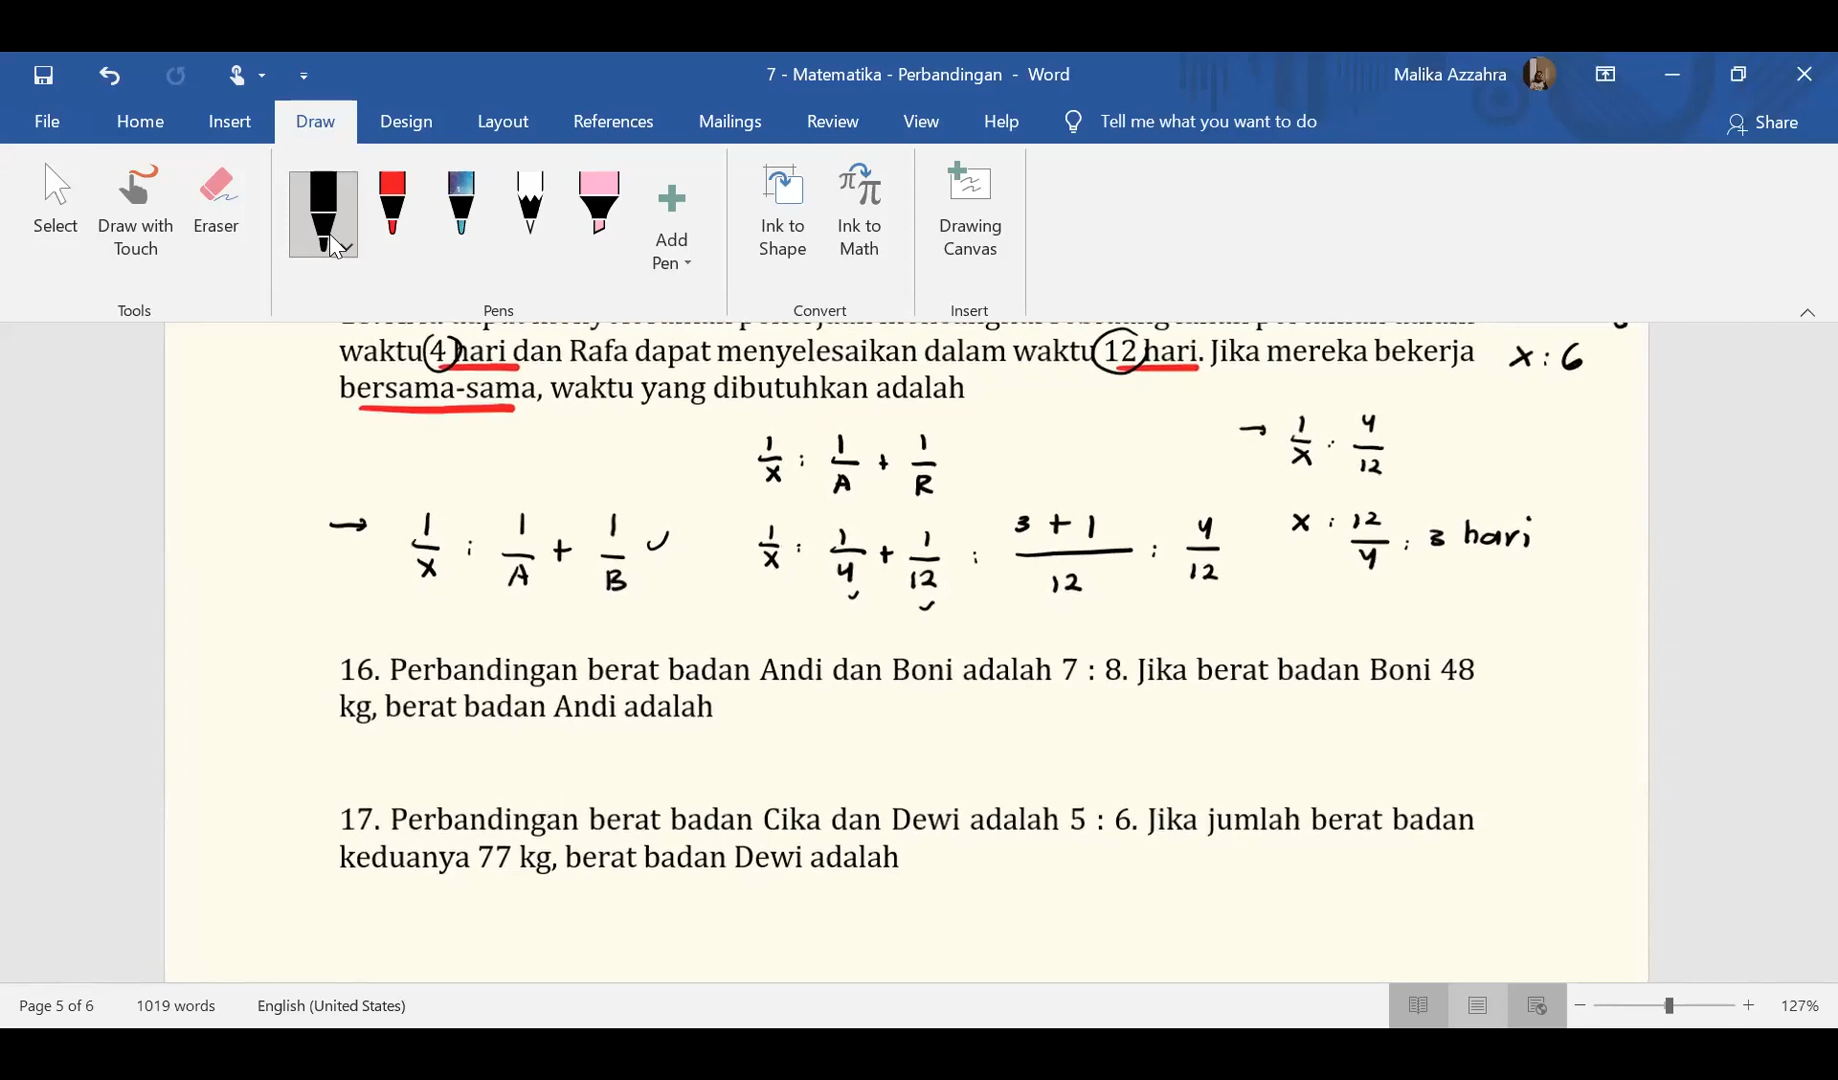 7 - Matematika - Perbandingan - Word
Malika Azzahra
File Home Insert Draw Design Layout References Mailings Review View Help Tell me what you want to do Share
Select
Draw with Touch
Eraser
Add Pen
Ink to Shape
Ink to Math
Drawing Canvas
Tools Pens Convert Insert
waktu 4 hari dan Rafa dapat menyelesaikan dalam waktu 12 hari. Jika mereka bekerja
x : 6
bersama-sama, waktu yang dibutuhkan adalah
→ 1/x : 4/12
1/x : 1/A + 1/R
→ 1/x : 1/A + 1/B
1/x : 1/4 + 1/12 : 3 + 1/12 : 4/12
x : 12/4 : 3 hari
16. Perbandingan berat badan Andi dan Boni adalah 7 : 8. Jika berat badan Boni 48
kg, berat badan Andi adalah
17. Perbandingan berat badan Cika dan Dewi adalah 5 : 6. Jika jumlah berat badan
keduanya 77 kg, berat badan Dewi adalah
Page 5 of 6 1019 words English (United States) 127%